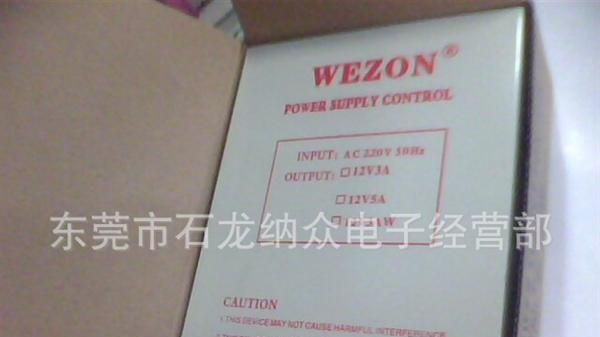 WEZON®
POWER SUPPLY CONTROL
INPUT: AC 220V 50Hz
OUTPUT: □ 12V3A
□ 12V5A
东莞市石龙纳众电子经营部
CAUTION
1.THIS DEVICE MAY NOT CAUSE HARMFUL INTERFERENCE